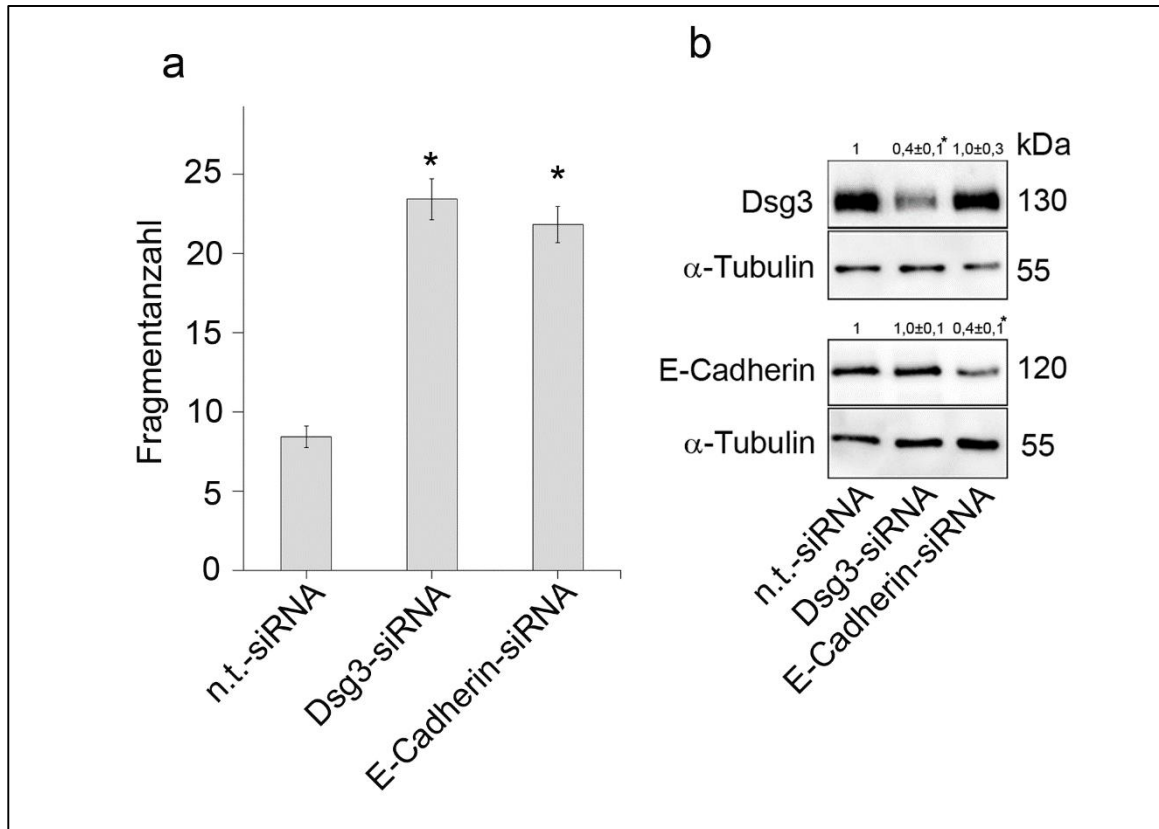 a
25
20
15
10
5
0
Fragmentanzahl
*
*
n.t.-siRNA
Dsg3-siRNA
E-Cadherin-siRNA
b
1 0,4±0,1* 1,0±0,3 kDa
Dsg3 130
α-Tubulin 55
1 1,0±0,1 0,4±0,1*
E-Cadherin 120
α-Tubulin 55
n.t.-siRNA
Dsg3-siRNA
E-Cadherin-siRNA